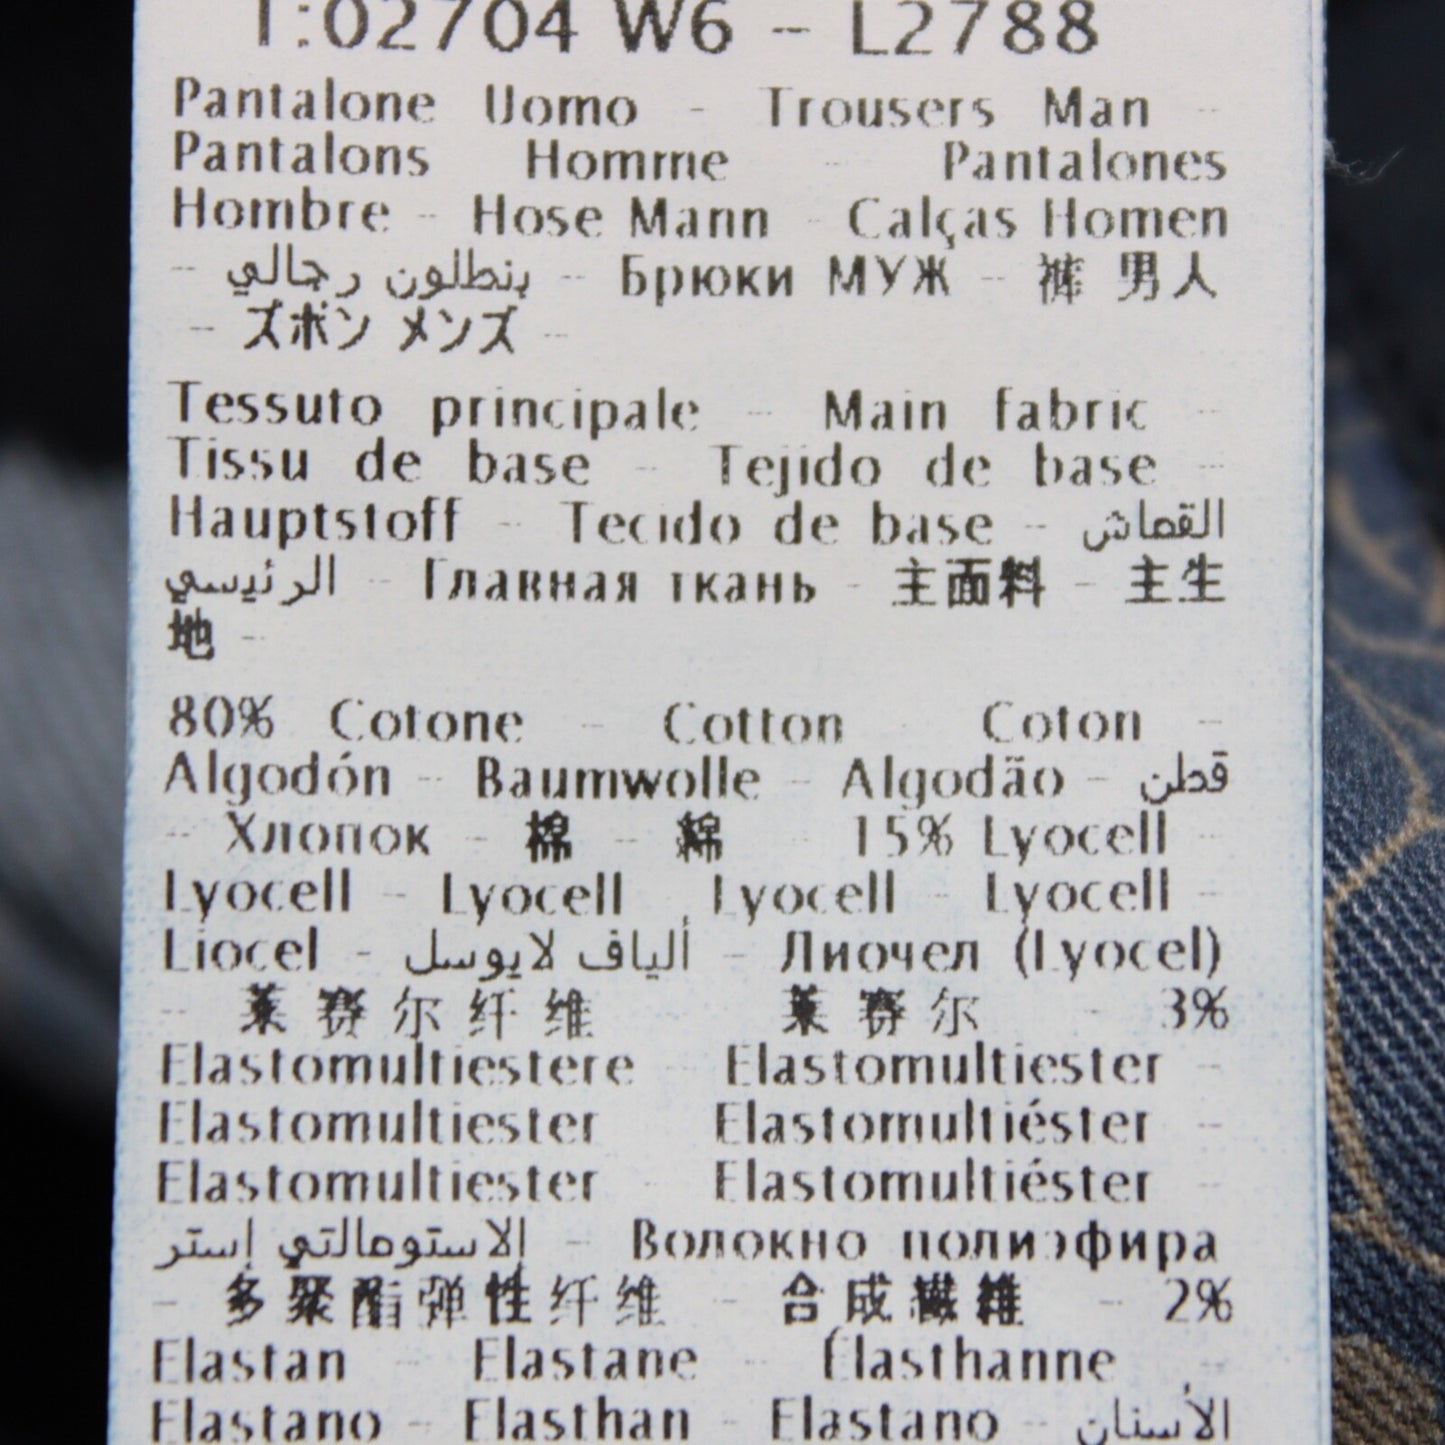 T:02704 W6 - L2788
Pantalone Uomo - Trousers Man -
Pantalons Homme - Pantalones
Hombre - Hose Mann - Calças Homen
- بنطلون رجالي - Брюки МУЖ - 裤 男人
- ズボン メンズ -
Tessuto principale - Main fabric -
Tissu de base - Tejido de base -
Hauptstoff - Tecido de base - القماش
الرئيسي - Главная ткань - 主面料 - 主生
地 -
80% Cotone - Cotton - Coton -
Algodón - Baumwolle - Algodão - قطن
- Хлопок - 棉 - 綿 - 15% Lyocell -
Lyocell - Lyocell - Lyocell - Lyocell -
Liocel - ألياف لايوسل - Лиочел (Lyocel)
- 莱赛尔纤维 - 莱赛尔 - 3%
Elastomultiestere - Elastomultiester -
Elastomultiester - Elastomultiéster -
Elastomultiester - Elastomultiéster -
الاستومالتي إستر - Волокно полиэфира
- 多聚酯弹性纤维 - 合成繊維 - 2%
Elastan - Elastane - Élasthanne -
Elastano - Elasthan - Elastano - الأستان